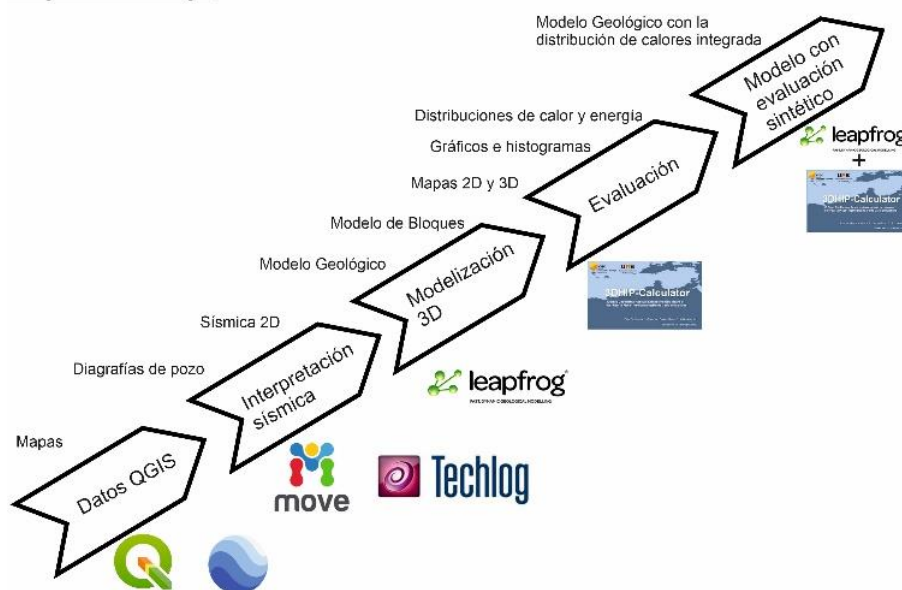 Modelo Geológico con la
distribución de calores integrada
Modelo con
evaluación
sintético
leapfrog
+
3DHIP-Calculator
Distribuciones de calor y energía
Gráficos e histogramas
Mapas 2D y 3D
Evaluación
3DHIP-Calculator
Modelo de Bloques
Modelo Geológico
Modelización
3D
leapfrog
Sísmica 2D
Diagrafías de pozo
Interpretación
sísmica
move
Techlog
Mapas
Datos QGIS